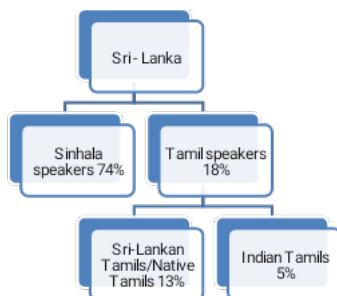 Sri - Lanka
Sinhala
speakers 74%
Tamil speakers
18%
Sri-Lankan
Tamils/Native
Tamils 13%
Indian Tamils
5%